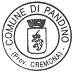 COMUNE DI PANDINO
(Prov. CREMONA)